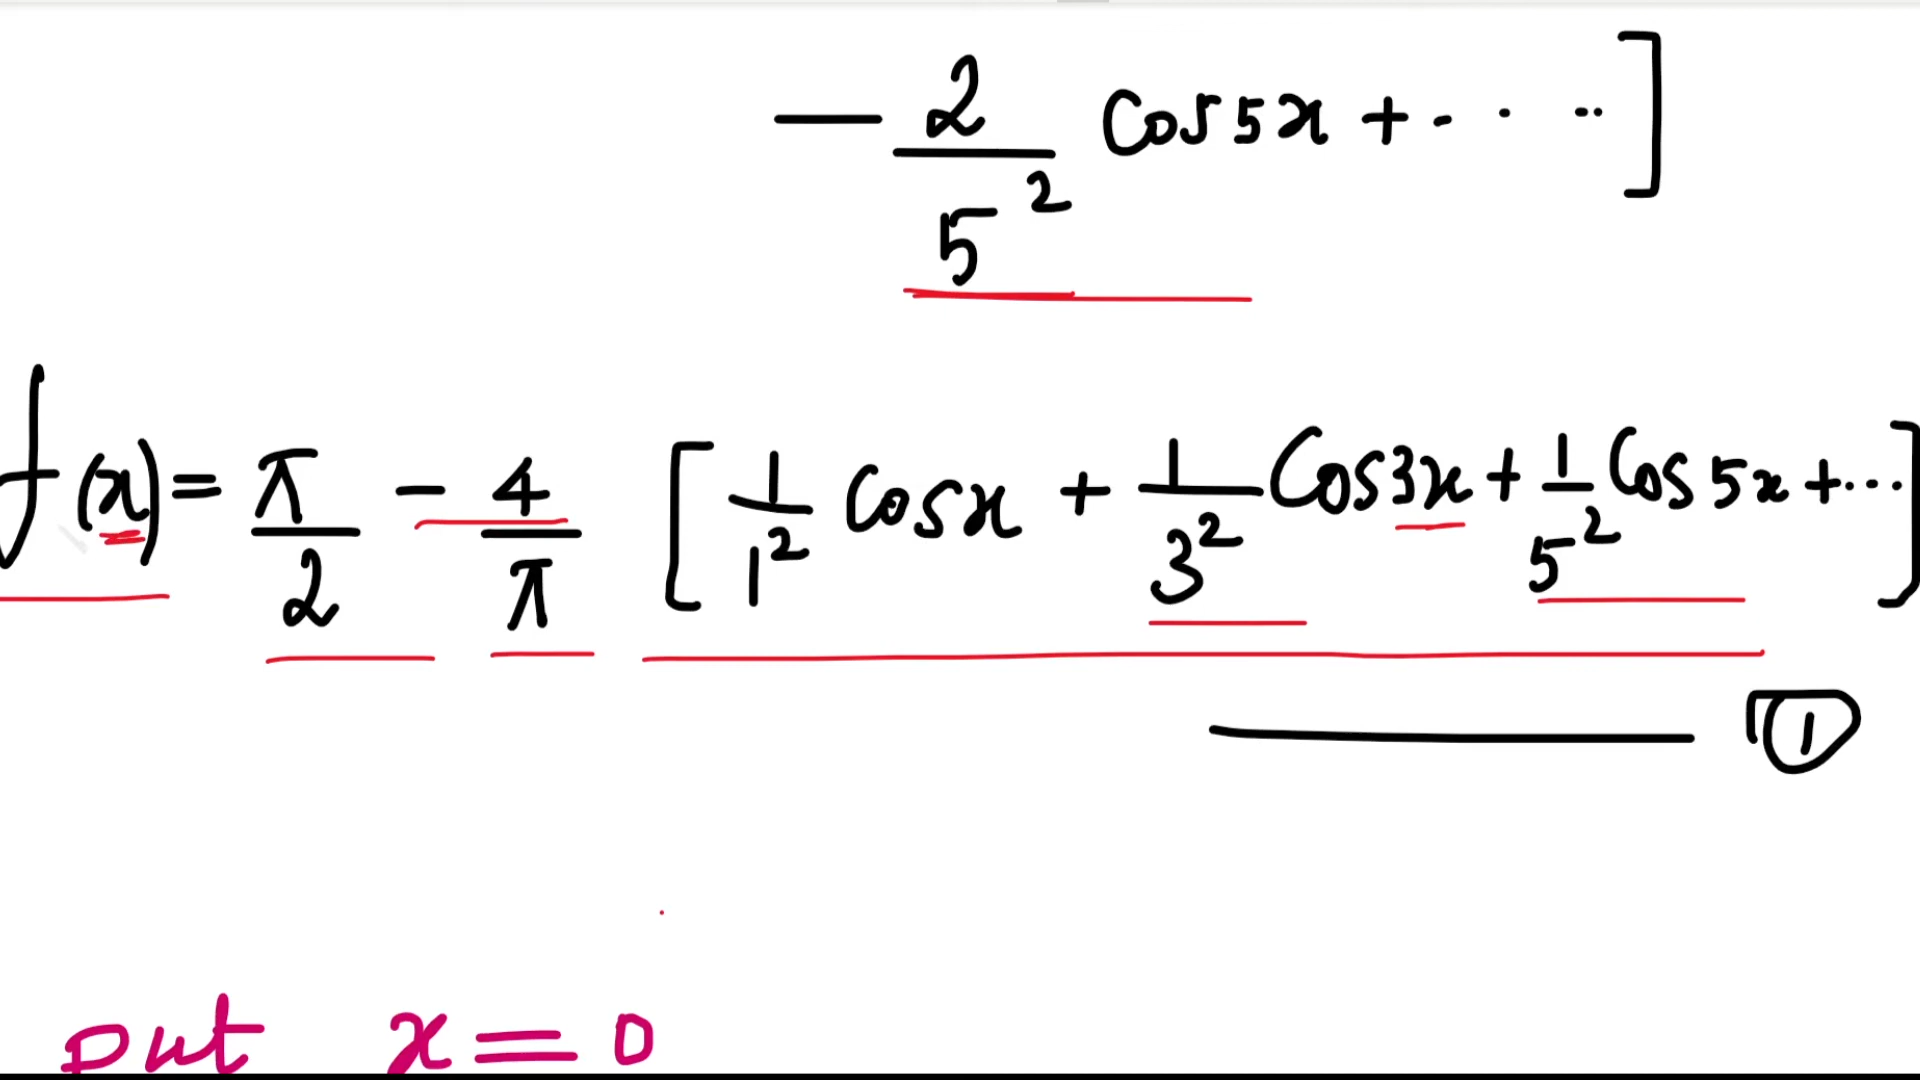 − 2/5² Cos5x + . . ..]
f(x) = π/2 − 4/π [1/1² Cosx + 1/3² Cos3x + 1/5² Cos5x + ...]
①
put x = 0